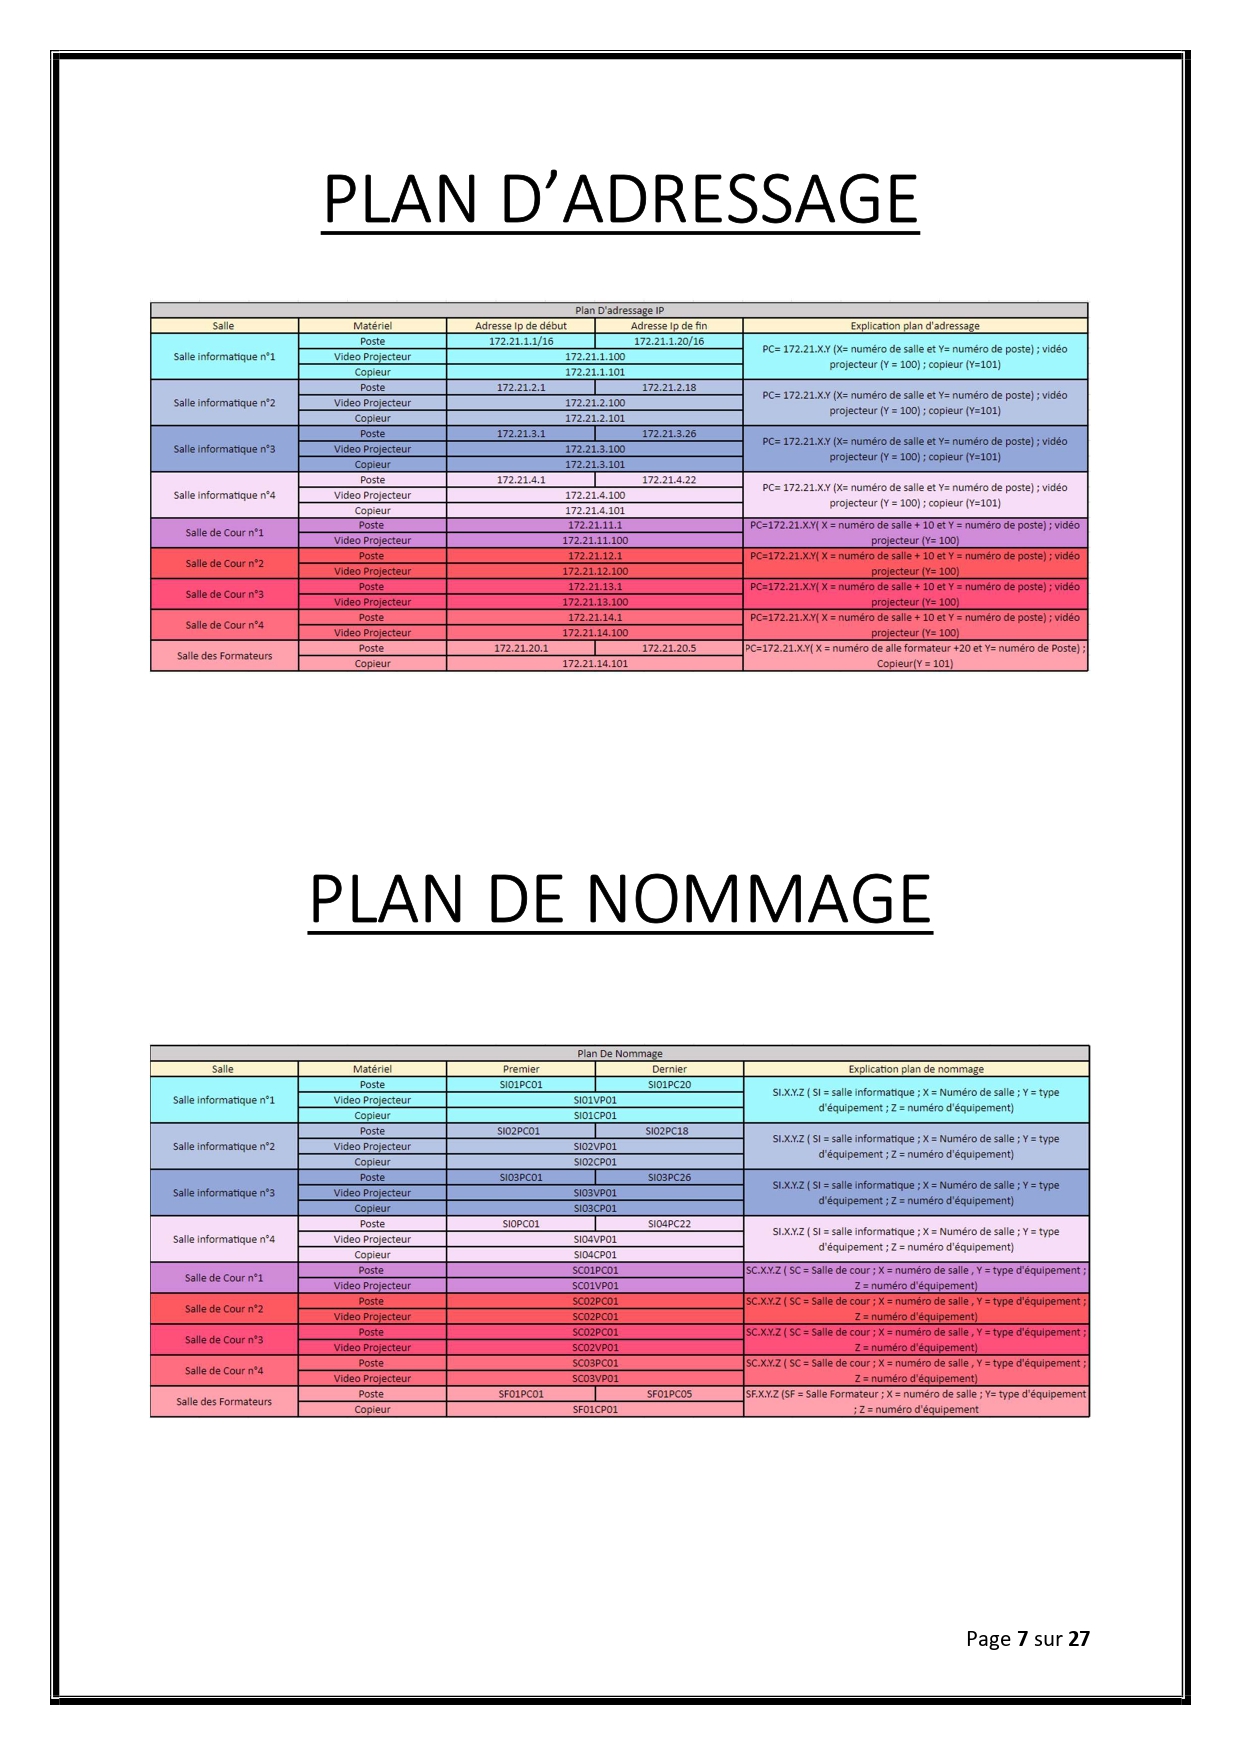 PLAN D’ADRESSAGE
Plan D'adressage IP
Salle Matériel Adresse Ip de début Adresse Ip de fin Explication plan d'adressage
Salle informatique n°1 Poste 172.21.1.1/16 172.21.1.20/16 PC= 172.21.X.Y (X= numéro de salle et Y= numéro de poste) ; vidéo
Video Projecteur 172.21.1.100 projecteur (Y = 100) ; copieur (Y=101)
Copieur 172.21.1.101
Salle informatique n°2 Poste 172.21.2.1 172.21.2.18 PC= 172.21.X.Y (X= numéro de salle et Y= numéro de poste) ; vidéo
Video Projecteur 172.21.2.100 projecteur (Y = 100) ; copieur (Y=101)
Copieur 172.21.2.101
Salle informatique n°3 Poste 172.21.3.1 172.21.3.26 PC= 172.21.X.Y (X= numéro de salle et Y= numéro de poste) ; vidéo
Video Projecteur 172.21.3.100 projecteur (Y = 100) ; copieur (Y=101)
Copieur 172.21.3.101
Salle informatique n°4 Poste 172.21.4.1 172.21.4.22 PC= 172.21.X.Y (X= numéro de salle et Y= numéro de poste) ; vidéo
Video Projecteur 172.21.4.100 projecteur (Y = 100) ; copieur (Y=101)
Copieur 172.21.4.101
Salle de Cour n°1 Poste 172.21.11.1 PC=172.21.X.Y( X = numéro de salle + 10 et Y = numéro de poste) ; vidéo
Video Projecteur 172.21.11.100 projecteur (Y= 100)
Salle de Cour n°2 Poste 172.21.12.1 PC=172.21.X.Y( X = numéro de salle + 10 et Y = numéro de poste) ; vidéo
Video Projecteur 172.21.12.100 projecteur (Y= 100)
Salle de Cour n°3 Poste 172.21.13.1 PC=172.21.X.Y( X = numéro de salle + 10 et Y = numéro de poste) ; vidéo
Video Projecteur 172.21.13.100 projecteur (Y= 100)
Salle de Cour n°4 Poste 172.21.14.1 PC=172.21.X.Y( X = numéro de salle + 10 et Y = numéro de poste) ; vidéo
Video Projecteur 172.21.14.100 projecteur (Y= 100)
Salle des Formateurs Poste 172.21.20.1 172.21.20.5 PC=172.21.X.Y( X = numéro de alle formateur +20 et Y= numéro de Poste) ;
Copieur 172.21.14.101 Copieur(Y = 101)
PLAN DE NOMMAGE
Plan De Nommage
Salle Matériel Premier Dernier Explication plan de nommage
Salle informatique n°1 Poste SI01PC01 SI01PC20 SI.X.Y.Z ( SI = salle informatique ; X = Numéro de salle ; Y = type
Video Projecteur SI01VP01 d'équipement ; Z = numéro d'équipement)
Copieur SI01CP01
Salle informatique n°2 Poste SI02PC01 SI02PC18 SI.X.Y.Z ( SI = salle informatique ; X = Numéro de salle ; Y = type
Video Projecteur SI02VP01 d'équipement ; Z = numéro d'équipement)
Copieur SI02CP01
Salle informatique n°3 Poste SI03PC01 SI03PC26 SI.X.Y.Z ( SI = salle informatique ; X = Numéro de salle ; Y = type
Video Projecteur SI03VP01 d'équipement ; Z = numéro d'équipement)
Copieur SI03CP01
Salle informatique n°4 Poste SI0PC01 SI04PC22 SI.X.Y.Z ( SI = salle informatique ; X = Numéro de salle ; Y = type
Video Projecteur SI04VP01 d'équipement ; Z = numéro d'équipement)
Copieur SI04CP01
Salle de Cour n°1 Poste SC01PC01 SC.X.Y.Z ( SC = Salle de cour ; X = numéro de salle , Y = type d'équipement ;
Video Projecteur SC01VP01 Z = numéro d'équipement)
Salle de Cour n°2 Poste SC02PC01 SC.X.Y.Z ( SC = Salle de cour ; X = numéro de salle , Y = type d'équipement ;
Video Projecteur SC02PC01 Z = numéro d'équipement)
Salle de Cour n°3 Poste SC02PC01 SC.X.Y.Z ( SC = Salle de cour ; X = numéro de salle , Y = type d'équipement ;
Video Projecteur SC02VP01 Z = numéro d'équipement)
Salle de Cour n°4 Poste SC03PC01 SC.X.Y.Z ( SC = Salle de cour ; X = numéro de salle , Y = type d'équipement ;
Video Projecteur SC03VP01 Z = numéro d'équipement)
Salle des Formateurs Poste SF01PC01 SF01PC05 SF.X.Y.Z (SF = Salle Formateur ; X = numéro de salle ; Y= type d'équipement
Copieur SF01CP01 ; Z = numéro d'équipement
Page 7 sur 27